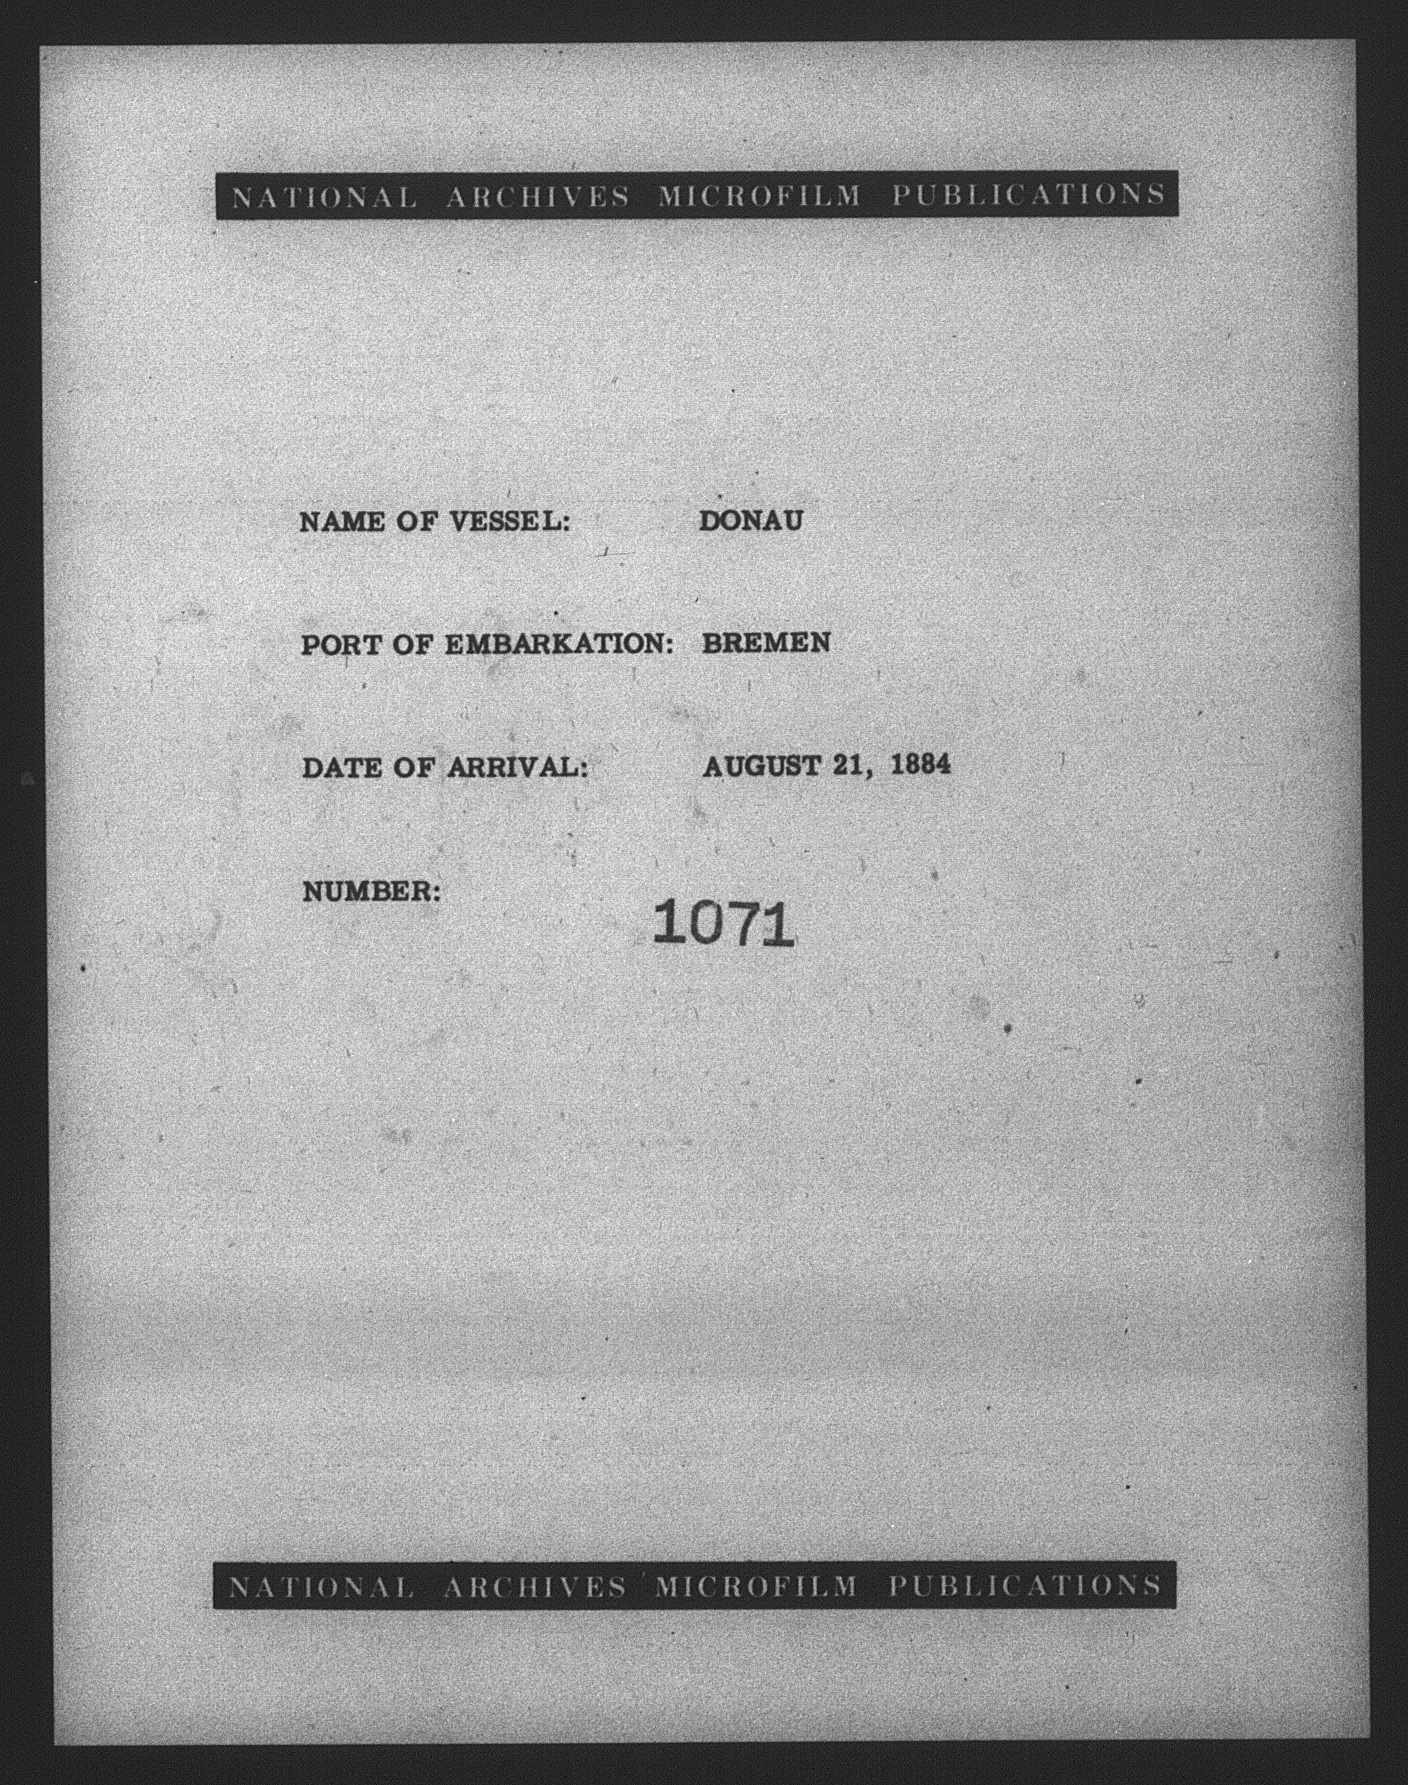 NATIONAL ARCHIVES MICROFILM PUBLICATIONS
NAME OF VESSEL: DONAU
PORT OF EMBARKATION: BREMEN
DATE OF ARRIVAL: AUGUST 21, 1884
NUMBER: 1071
NATIONAL ARCHIVES MICROFILM PUBLICATIONS